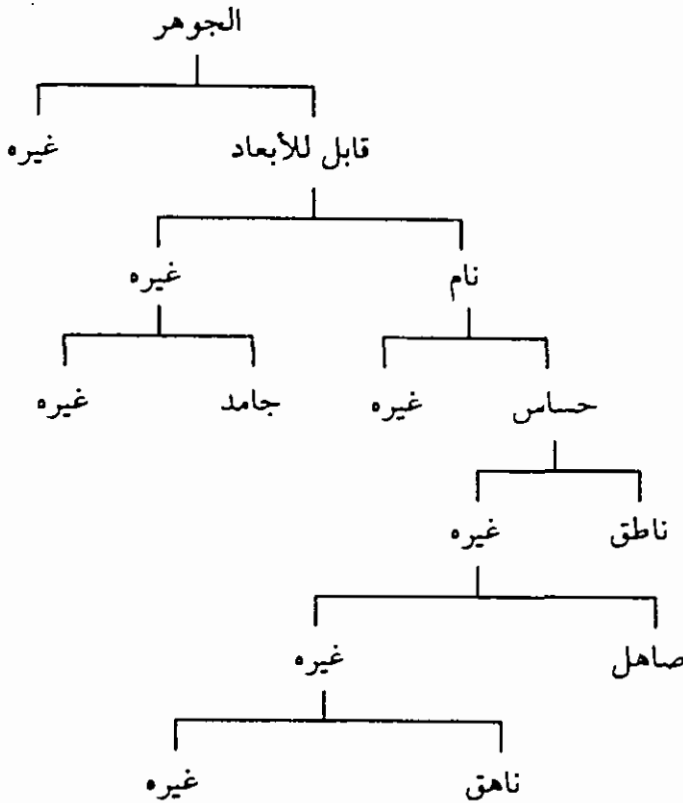 الجوهر
قابل للأبعاد غيره
نام غيره
حساس غيره جامد غيره
ناطق غيره
صاهل غيره
ناهق غيره